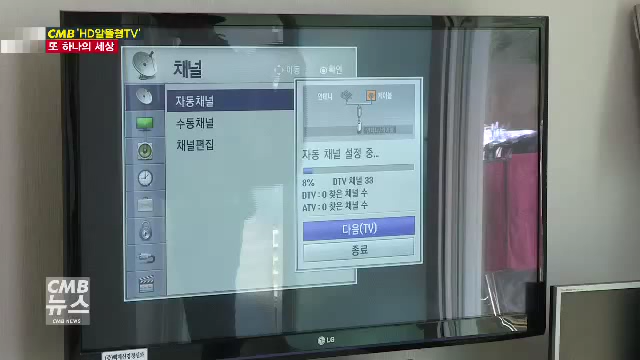 CMB 'HD알뜰형TV'
또 하나의 세상
채널
이동
확인
자동채널
수동채널
채널편집
안테나
케이블
자동 채널 설정 중...
8% DTV 채널 33
DTV : 0 찾은 채널 수
ATV : 0 찾은 채널 수
다음(TV)
종료
CMB
뉴스
CMB NEWS
LG